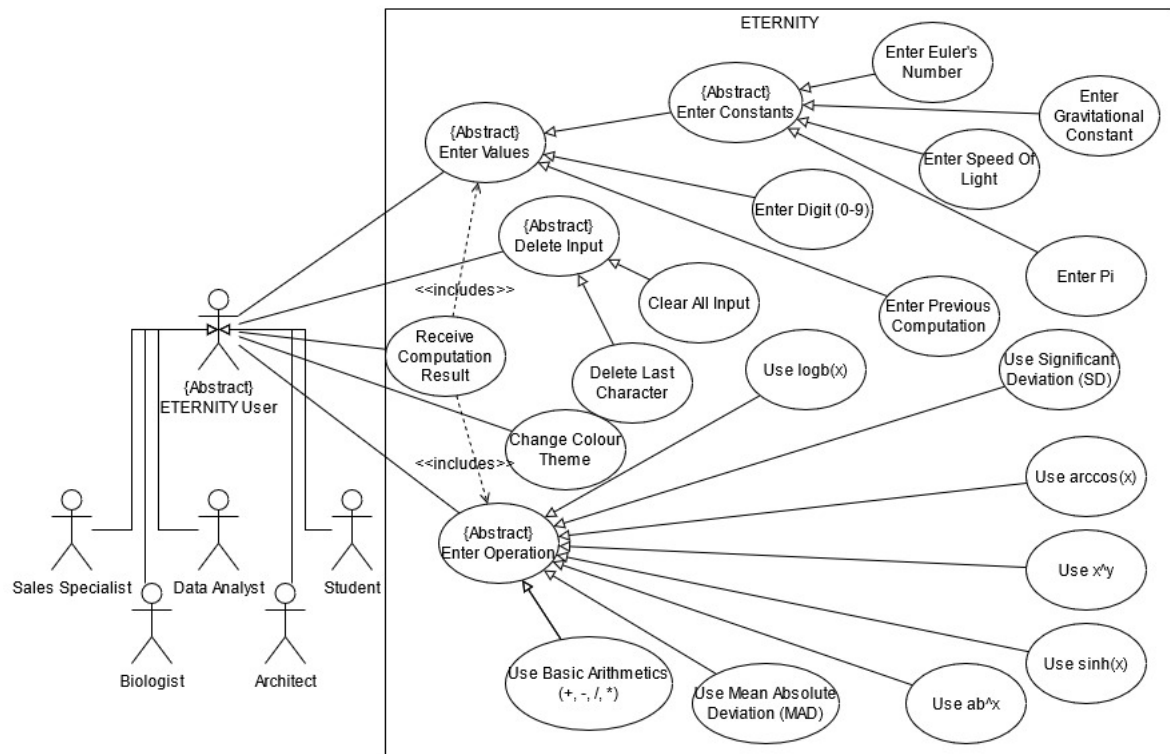 ETERNITY
Enter Euler's
Number
{Abstract}
Enter Constants
Enter
Gravitational
Constant
{Abstract}
Enter Values
Enter Speed Of
Light
Enter Digit (0-9)
{Abstract}
Delete Input
Enter Pi
<<includes>>
Clear All Input
Enter Previous
Computation
Receive
Computation
Result
{Abstract}
ETERNITY User
Delete Last
Character
Use logb(x)
Use Significant
Deviation (SD)
Change Colour
Theme
<<includes>>
Use arccos(x)
{Abstract}
Enter Operation
Use x^y
Sales Specialist
Data Analyst
Student
Biologist
Architect
Use Basic Arithmetics
(+, -, /, *)
Use Mean Absolute
Deviation (MAD)
Use ab^x
Use sinh(x)